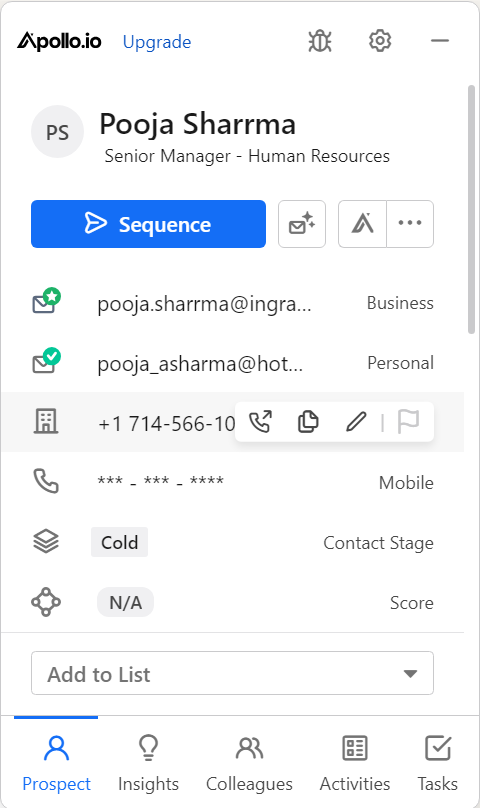 Apollo.io Upgrade
PS
Pooja Sharrma
Senior Manager - Human Resources
Sequence
pooja.sharrma@ingra... Business
pooja_asharma@hot... Personal
+1 714-566-10
*** - *** - **** Mobile
Cold Contact Stage
N/A Score
Add to List
Prospect Insights Colleagues Activities Tasks